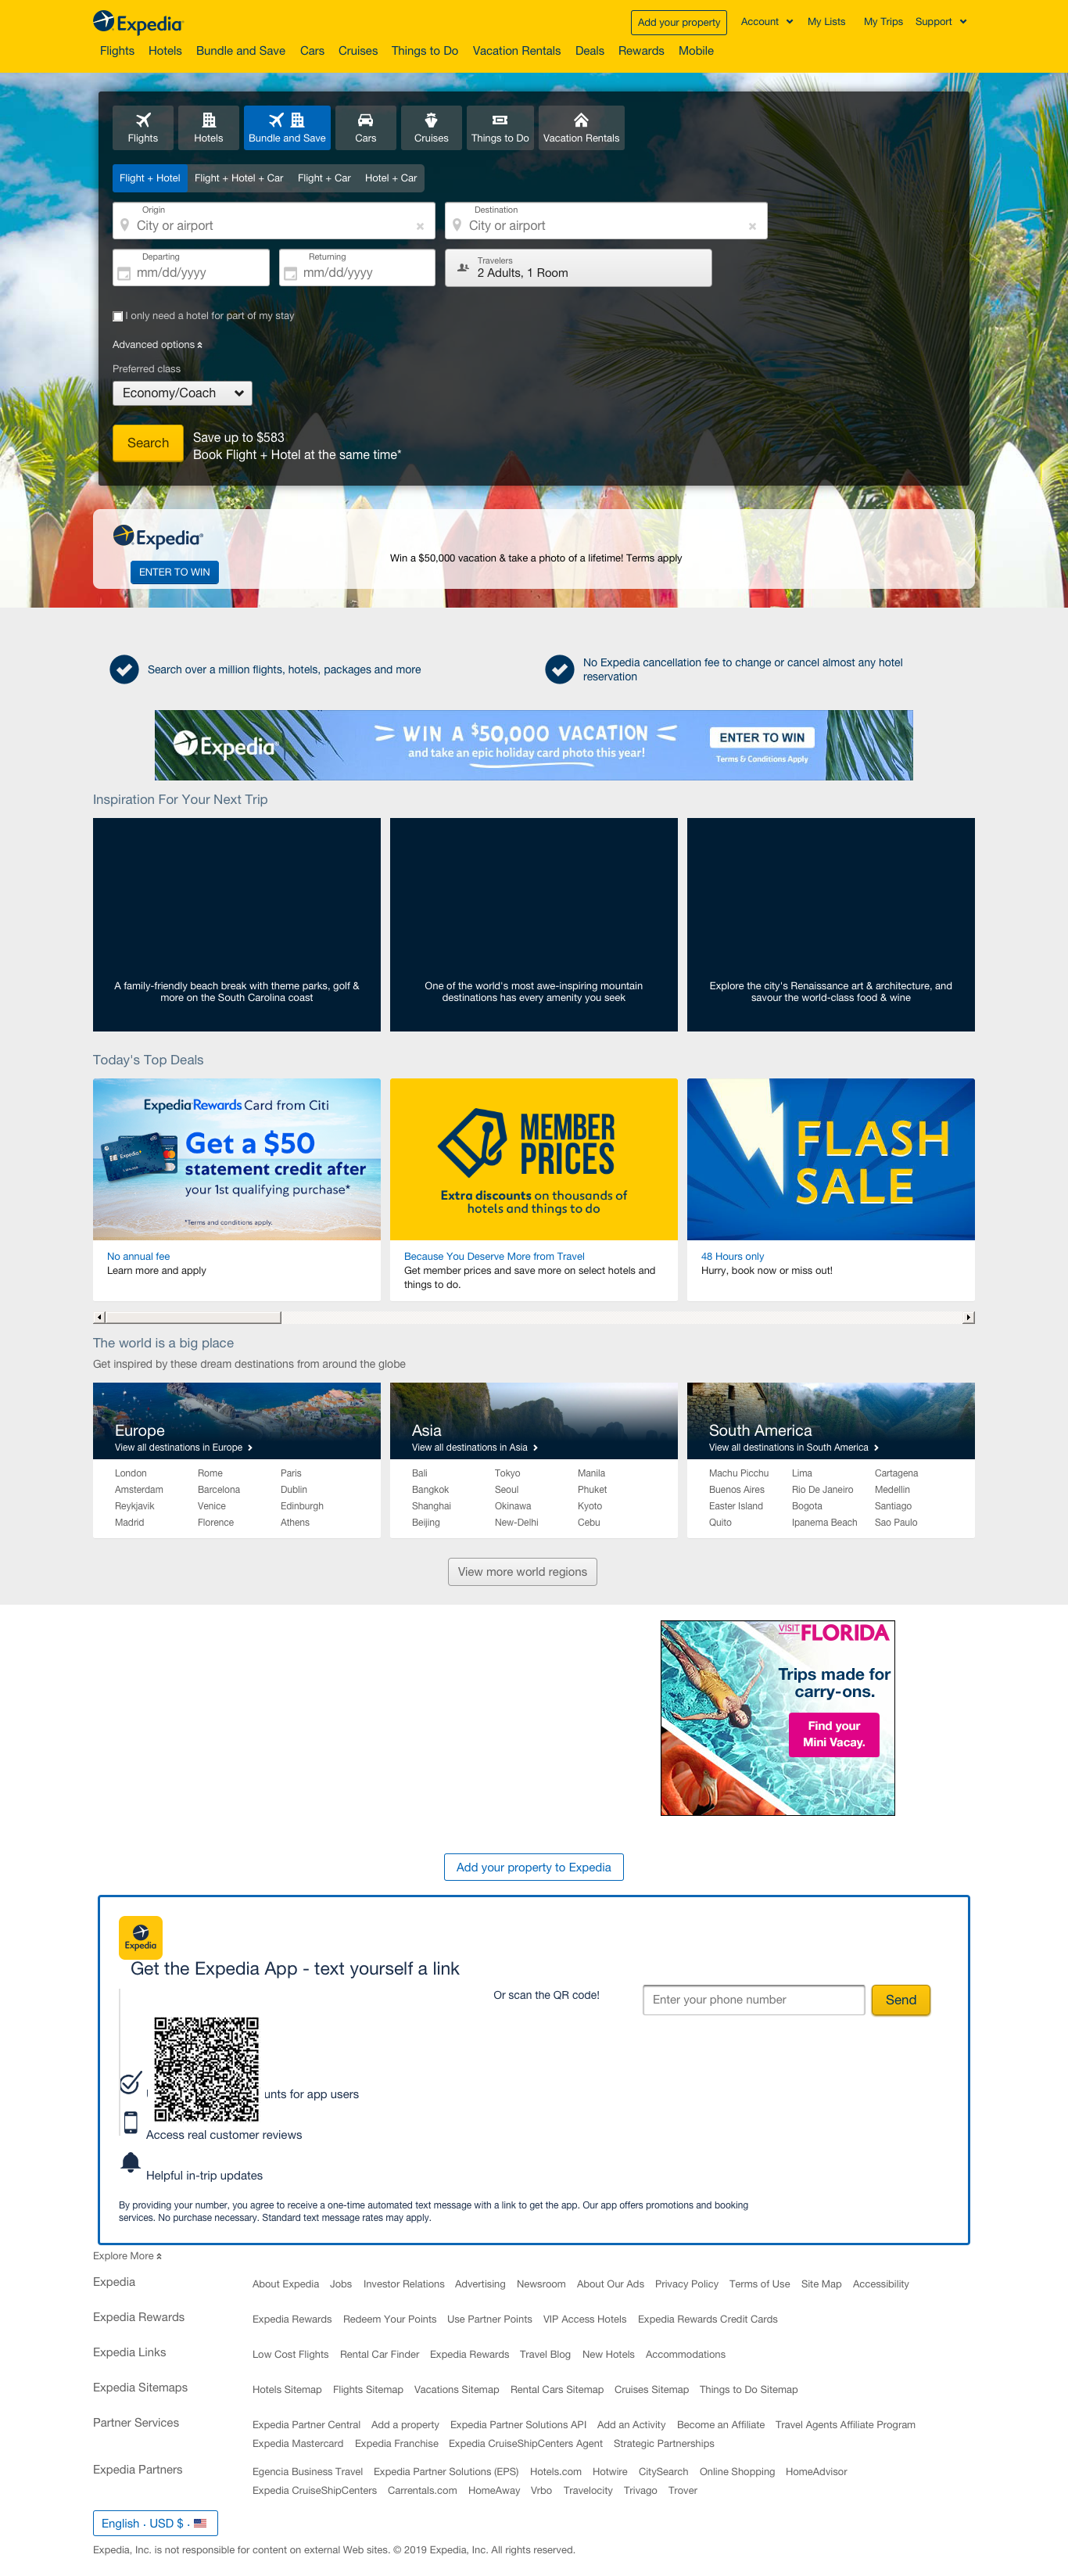 Expedia
Add your property
Account
My Lists
My Trips
Support
Flights
Hotels
Bundle and Save
Cars
Cruises
Things to Do
Vacation Rentals
Deals
Rewards
Mobile
Flights
Hotels
Bundle and Save
Cars
Cruises
Things to Do
Vacation Rentals
Flight + Hotel
Flight + Hotel + Car
Flight + Car
Hotel + Car
Origin
City or airport
Destination
City or airport
Departing
mm/dd/yyyy
Returning
mm/dd/yyyy
Travelers
2 Adults, 1 Room
I only need a hotel for part of my stay
Advanced options
Preferred class
Economy/Coach
Search
Save up to $583
Book Flight + Hotel at the same time*
Expedia
ENTER TO WIN
Win a $50,000 vacation & take a photo of a lifetime! Terms apply
Search over a million flights, hotels, packages and more
No Expedia cancellation fee to change or cancel almost any hotel
reservation
Expedia
WIN A $50,000 VACATION
and take an epic holiday card photo this year!
ENTER TO WIN
Terms & Conditions Apply
Inspiration For Your Next Trip
A family-friendly beach break with theme parks, golf &
more on the South Carolina coast
One of the world's most awe-inspiring mountain
destinations has every amenity you seek
Explore the city's Renaissance art & architecture, and
savour the world-class food & wine
Today's Top Deals
Expedia Rewards Card from Citi
Get a $50
statement credit after
your 1st qualifying purchase*
*Terms and conditions apply.
No annual fee
Learn more and apply
MEMBER
PRICES
Extra discounts on thousands of
hotels and things to do
Because You Deserve More from Travel
Get member prices and save more on select hotels and
things to do.
FLASH
SALE
48 Hours only
Hurry, book now or miss out!
The world is a big place
Get inspired by these dream destinations from around the globe
Europe
View all destinations in Europe
London Rome Paris
Amsterdam Barcelona Dublin
Reykjavik Venice Edinburgh
Madrid Florence Athens
Asia
View all destinations in Asia
Bali Tokyo Manila
Bangkok Seoul Phuket
Shanghai Okinawa Kyoto
Beijing New-Delhi Cebu
South America
View all destinations in South America
Machu Picchu Lima Cartagena
Buenos Aires Rio De Janeiro Medellin
Easter Island Bogota Santiago
Quito Ipanema Beach Sao Paulo
View more world regions
VISIT FLORIDA
Trips made for
carry-ons.
Find your
Mini Vacay.
Add your property to Expedia
Expedia
Get the Expedia App - text yourself a link
Or scan the QR code!
Enter your phone number
Send
unts for app users
Access real customer reviews
Helpful in-trip updates
By providing your number, you agree to receive a one-time automated text message with a link to get the app. Our app offers promotions and booking
services. No purchase necessary. Standard text message rates may apply.
Explore More
Expedia
About Expedia Jobs Investor Relations Advertising Newsroom About Our Ads Privacy Policy Terms of Use Site Map Accessibility
Expedia Rewards
Expedia Rewards Redeem Your Points Use Partner Points VIP Access Hotels Expedia Rewards Credit Cards
Expedia Links
Low Cost Flights Rental Car Finder Expedia Rewards Travel Blog New Hotels Accommodations
Expedia Sitemaps
Hotels Sitemap Flights Sitemap Vacations Sitemap Rental Cars Sitemap Cruises Sitemap Things to Do Sitemap
Partner Services
Expedia Partner Central Add a property Expedia Partner Solutions API Add an Activity Become an Affiliate Travel Agents Affiliate Program
Expedia Mastercard Expedia Franchise Expedia CruiseShipCenters Agent Strategic Partnerships
Expedia Partners
Egencia Business Travel Expedia Partner Solutions (EPS) Hotels.com Hotwire CitySearch Online Shopping HomeAdvisor
Expedia CruiseShipCenters Carrentals.com HomeAway Vrbo Travelocity Trivago Trover
English · USD $ ·
Expedia, Inc. is not responsible for content on external Web sites. © 2019 Expedia, Inc. All rights reserved.